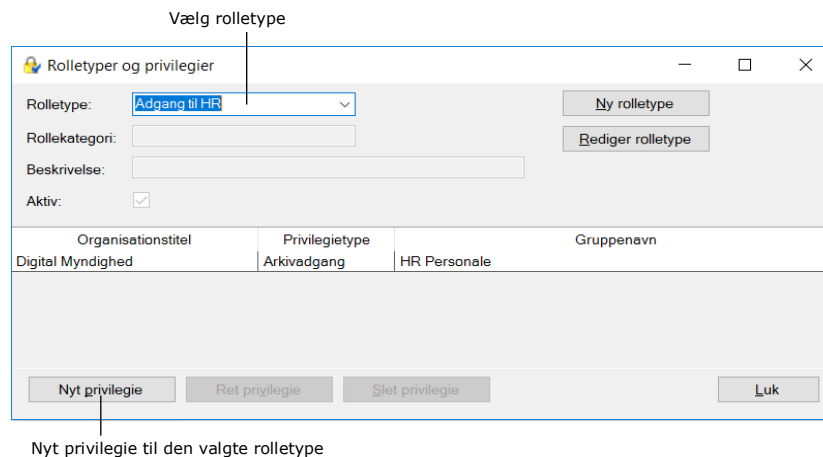 Vælg rolletype
Rolletyper og privilegier
Rolletype: Adgang til HR Ny rolletype
Rollekategori: Rediger rolletype
Beskrivelse:
Aktiv:
Organisationstitel Privilegietype Gruppenavn
Digital Myndighed Arkivadgang HR Personale
Nyt privilegie Ret privilegie Slet privilegie Luk
Nyt privilegie til den valgte rolletype